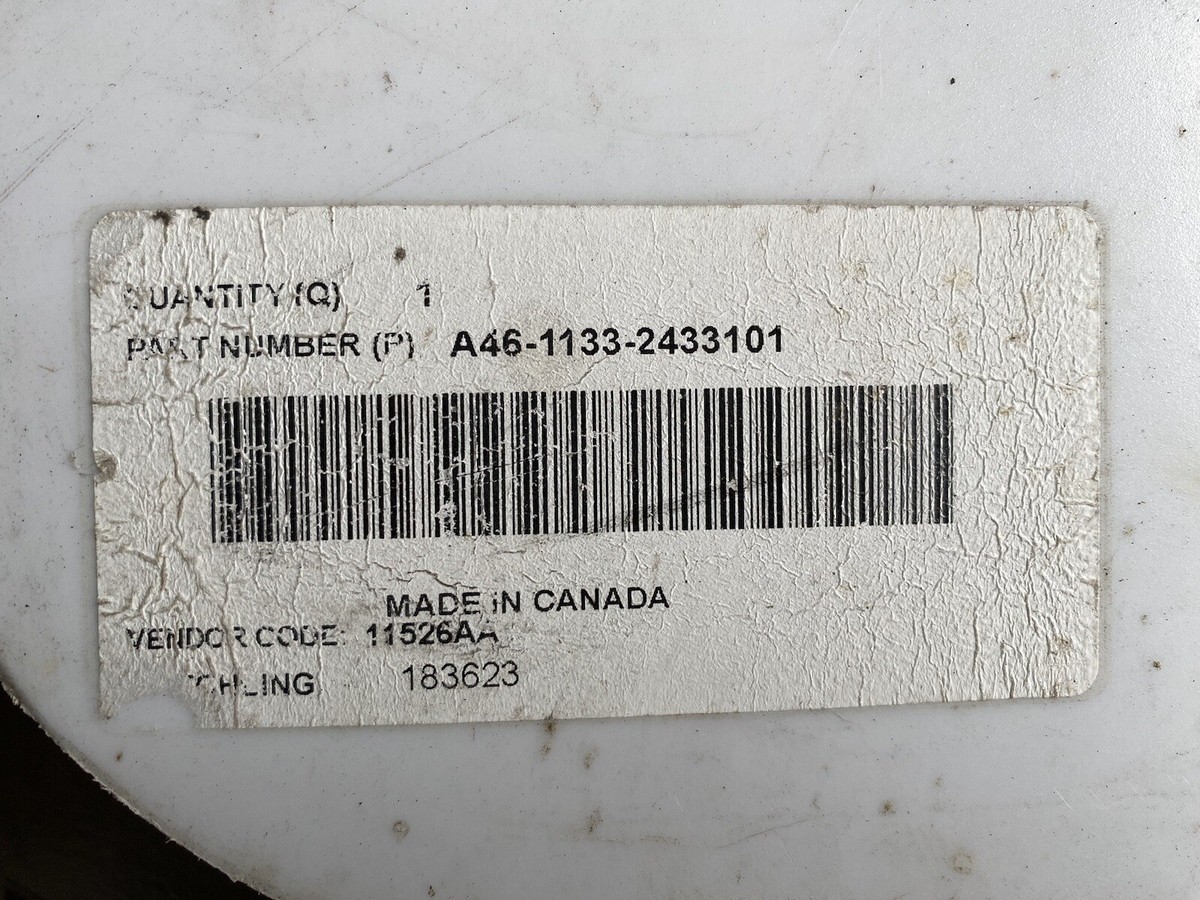 QUANTITY (Q) 1
PART NUMBER (P) A46-1133-2433101
MADE IN CANADA
VENDOR CODE: 11526AA
183623